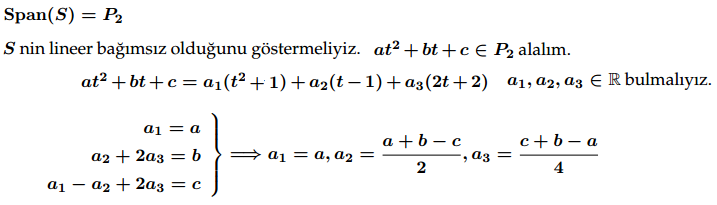 Span(S) = P₂
S nin lineer bağımsız olduğunu göstermeliyiz. at² + bt + c ∈ P₂ alalım.
at² + bt + c = a₁(t² + 1) + a₂(t − 1) + a₃(2t + 2) a₁, a₂, a₃ ∈ ℝ bulmalıyız.
a₁ = a
a₂ + 2a₃ = b
a₁ − a₂ + 2a₃ = c
} ⟹ a₁ = a, a₂ = (a + b − c)/2, a₃ = (c + b − a)/4